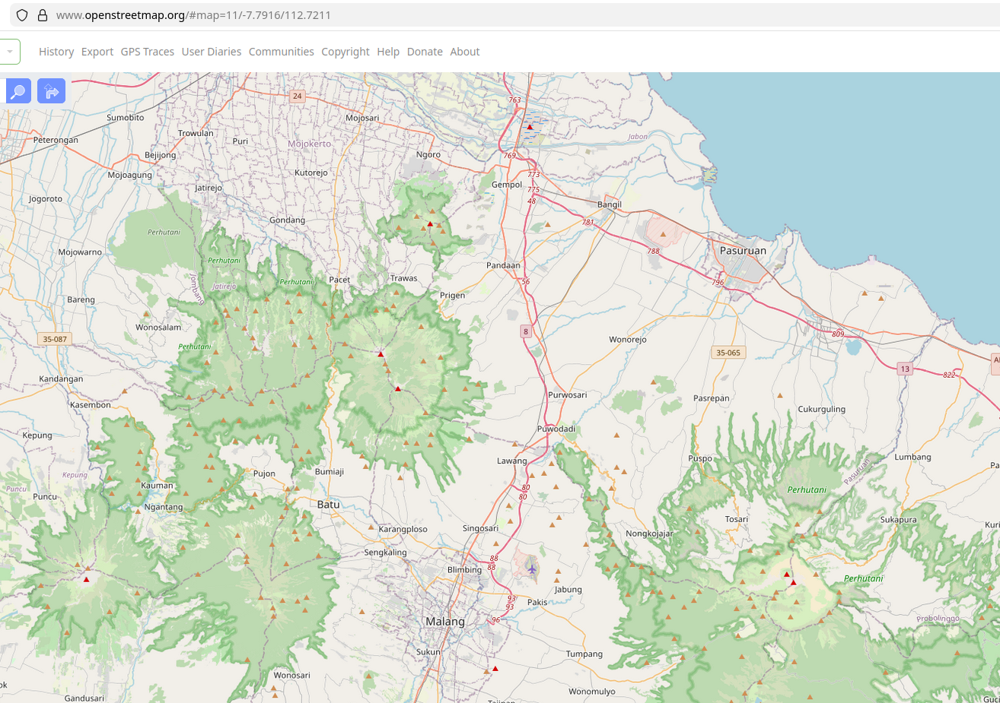 www.openstreetmap.org/#map=11/-7.7916/112.7211
History Export GPS Traces User Diaries Communities Copyright Help Donate About
24
763
Sumobito
Mojosari
Peterongan
Trowulan
Puri
Mojokerto
Jabon
Bejijong
Ngoro
769
Mojoagung
Kutorejo
773
Jatirejo
Gempol
775
Jogoroto
48
Bangil
Gondang
781
Perhutani
Mojowarno
Perhutani
788
Pasuruan
Pandaan
Pacet
Trawas
Perhutani
56
796
Jatirejo
Jombang
Prigen
Bareng
Wonosalam
8
809
35-087
Wonorejo
Perhutani
35-065
13
822
Kandangan
Purwosari
Pasrepan
Kasembon
Cukurguling
Puwodadi
Kepung
Puspo
Lumbang
Lawang
Pa
Kepung
Pujon
Bumiaji
Pasuruan
Puncu
Kauman
80
Perhutani
Puncu
80
Ngantang
Batu
Tosari
Sukapura
Karangploso
Singosari
Kuri
Nongkojajar
Sengkaling
88
Blimbing
88
Perhutani
Jabung
93
Pakis
93
Malang
96
Probolinggo
Sukun
Tumpang
Wonosari
ok
Wonomulyo
Gandusari
Guci